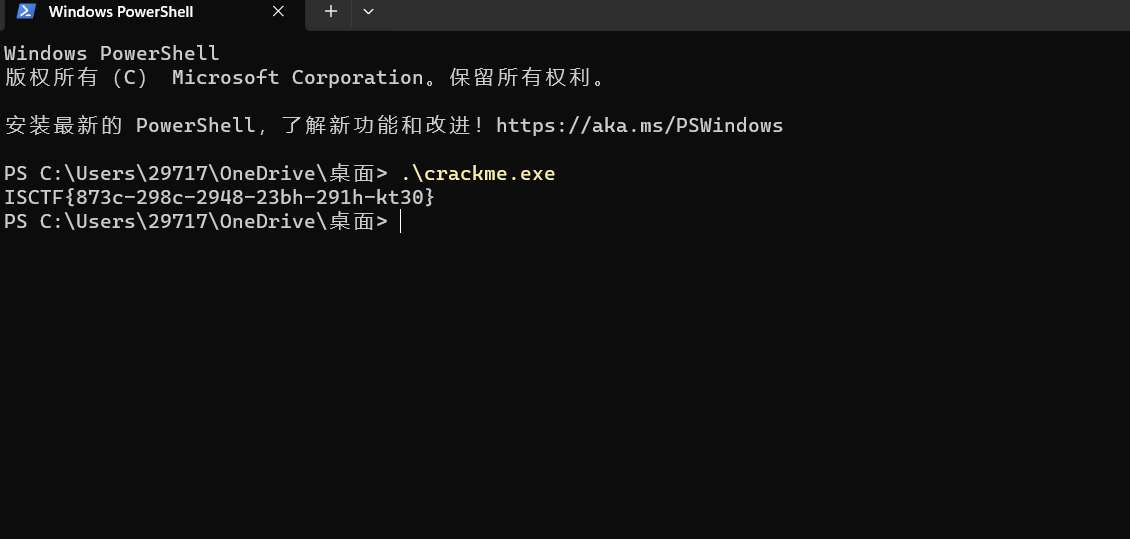 Windows PowerShell
Windows PowerShell
版权所有 (C) Microsoft Corporation。保留所有权利。
安装最新的 PowerShell，了解新功能和改进！https://aka.ms/PSWindows
PS C:\Users\29717\OneDrive\桌面> .\crackme.exe
ISCTF{873c-298c-2948-23bh-291h-kt30}
PS C:\Users\29717\OneDrive\桌面>